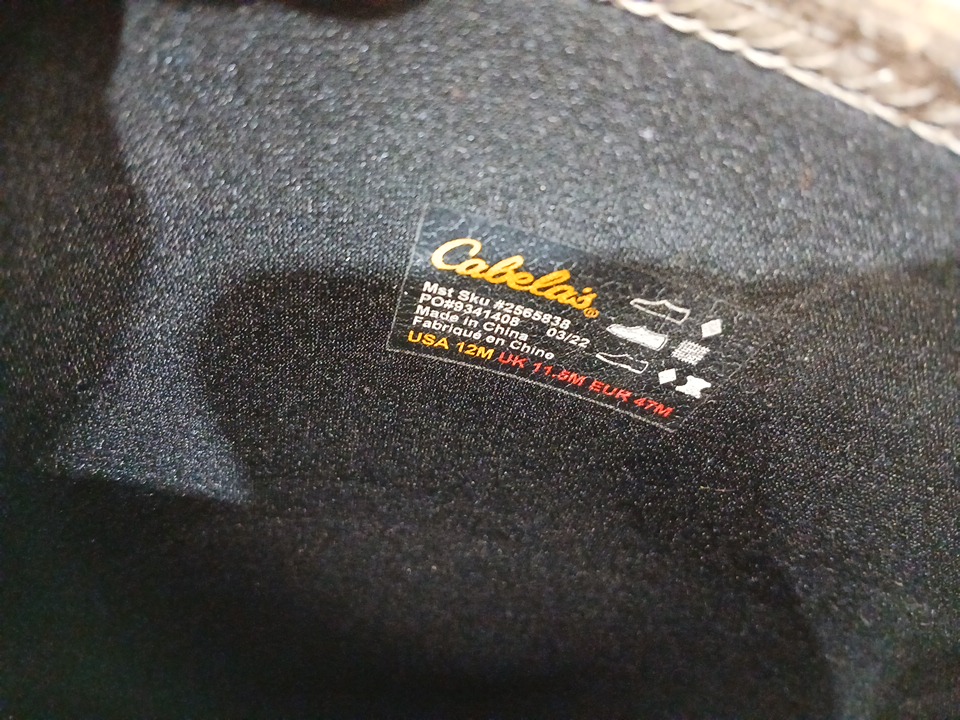 Cabela's®
Mst Sku #2565838
PO#9341408 03/22
Made in China
Fabriqué en Chine
USA 12M UK 11.5M EUR 47M